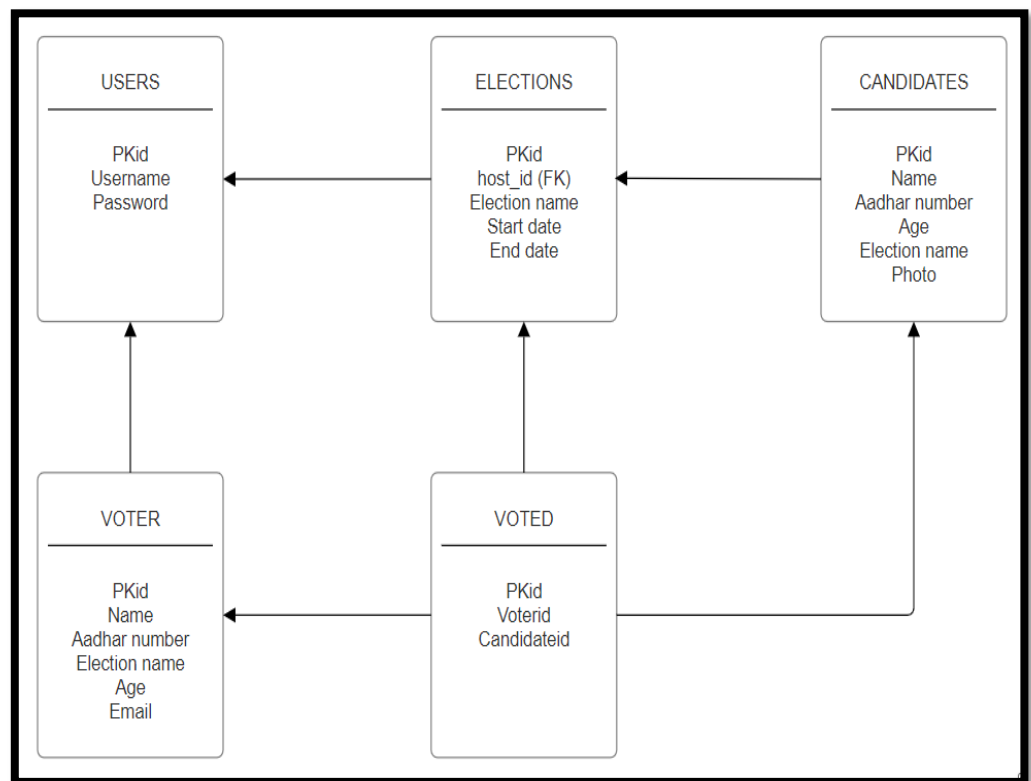 USERS
PKid
Username
Password
ELECTIONS
PKid
host_id (FK)
Election name
Start date
End date
CANDIDATES
PKid
Name
Aadhar number
Age
Election name
Photo
VOTER
PKid
Name
Aadhar number
Election name
Age
Email
VOTED
PKid
Voterid
Candidateid